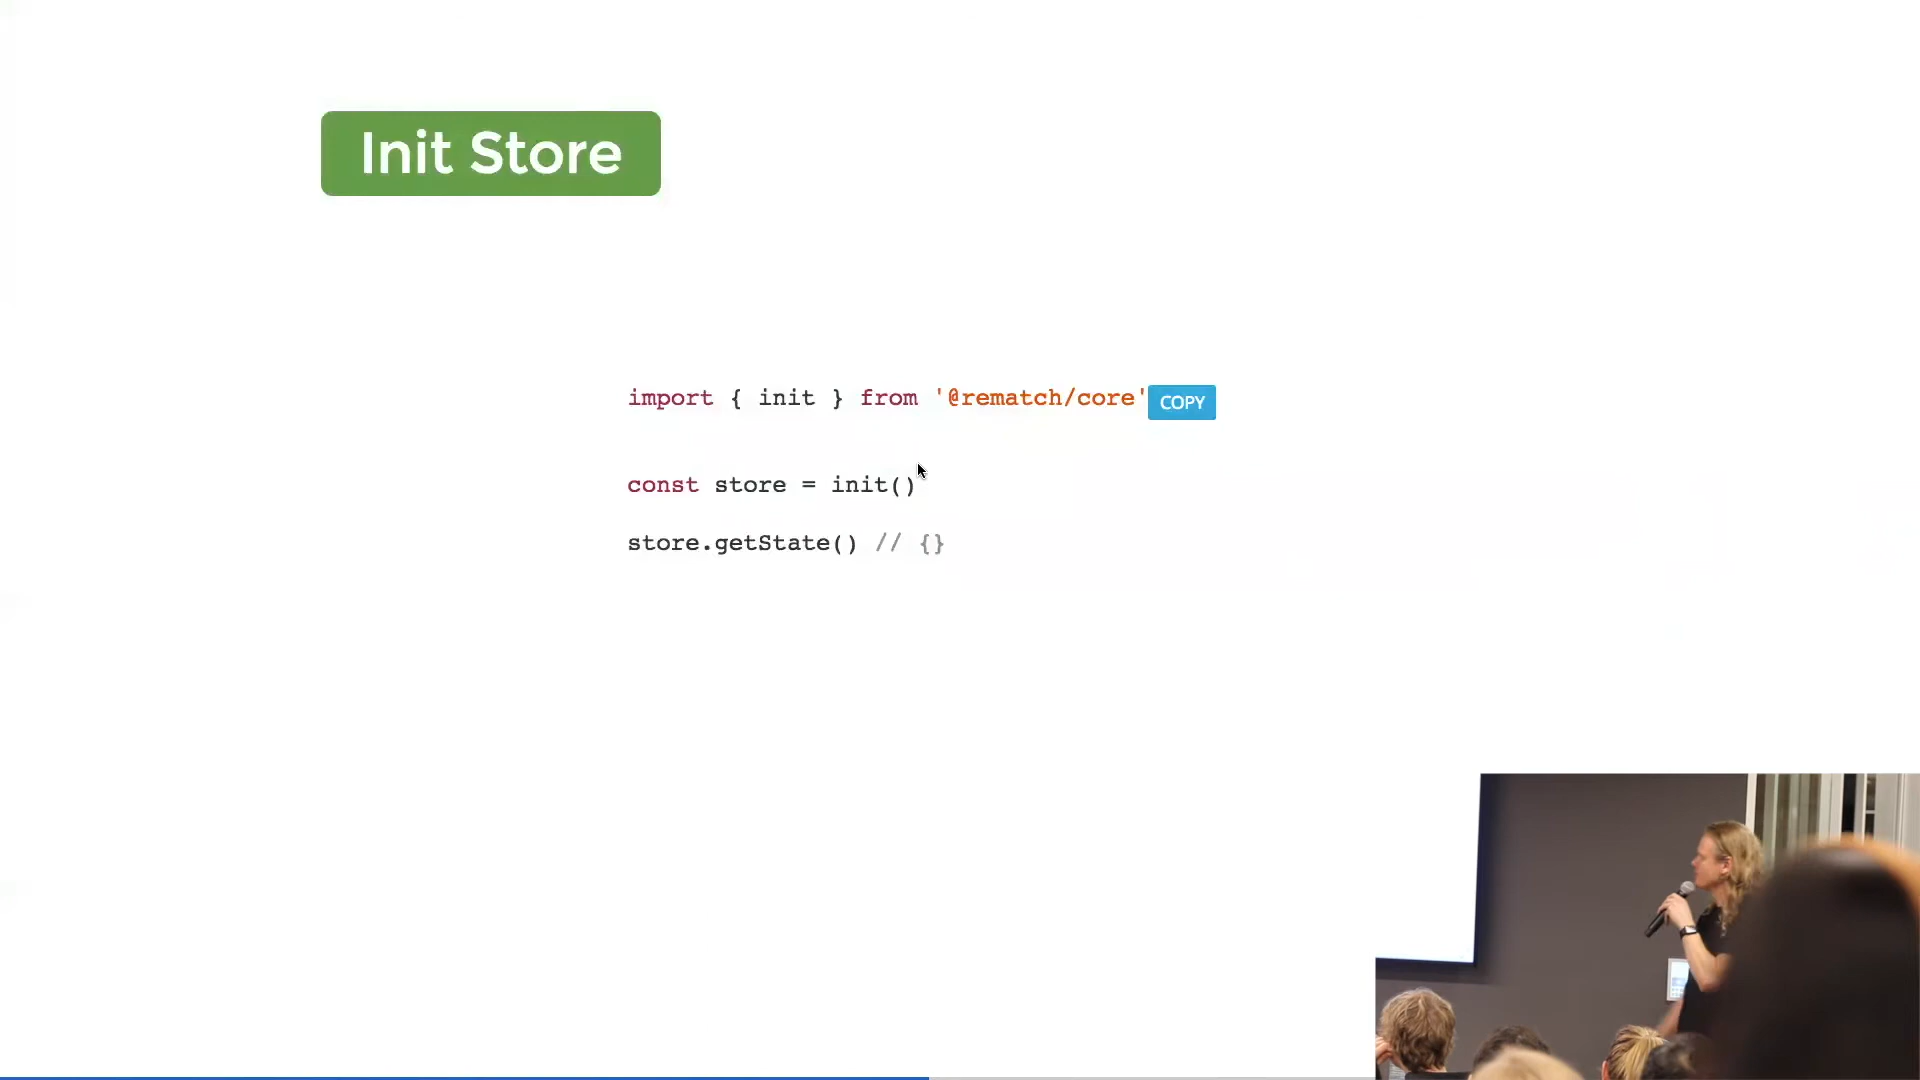 Init Store
import { init } from '@rematch/core'
COPY
const store = init()
store.getState() // {}